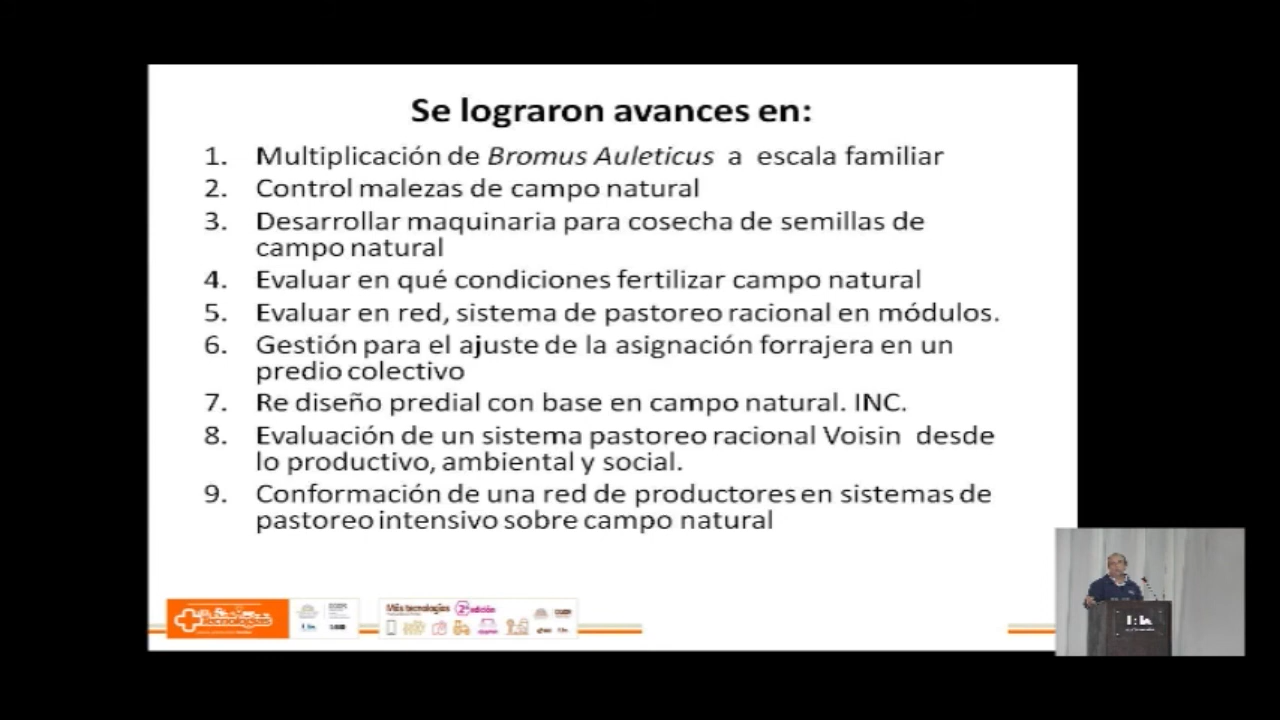 Se lograron avances en:
1. Multiplicación de Bromus Auleticus a escala familiar
2. Control malezas de campo natural
3. Desarrollar maquinaria para cosecha de semillas de
campo natural
4. Evaluar en qué condiciones fertilizar campo natural
5. Evaluar en red, sistema de pastoreo racional en módulos.
6. Gestión para el ajuste de la asignación forrajera en un
predio colectivo
7. Re diseño predial con base en campo natural. INC.
8. Evaluación de un sistema pastoreo racional Voisin desde
lo productivo, ambiental y social.
9. Conformación de una red de productores en sistemas de
pastoreo intensivo sobre campo natural
Más tecnologías 2ª edición